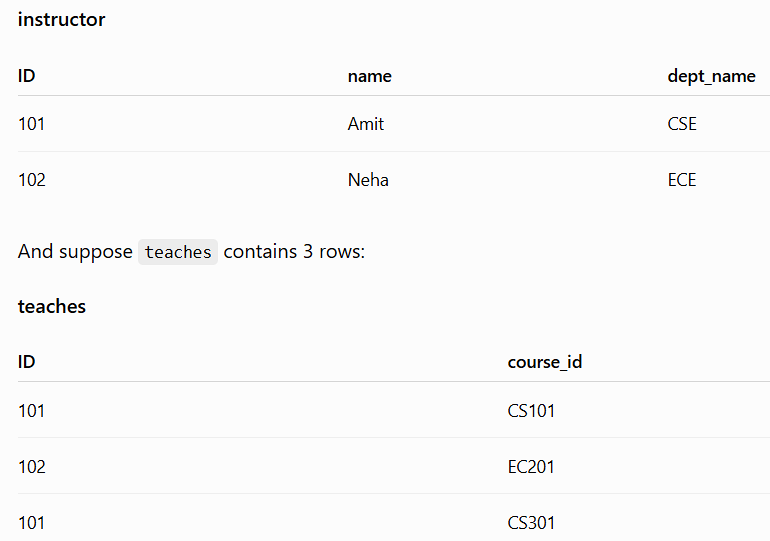 instructor
ID name dept_name
101 Amit CSE
102 Neha ECE
And suppose teaches contains 3 rows:
teaches
ID course_id
101 CS101
102 EC201
101 CS301